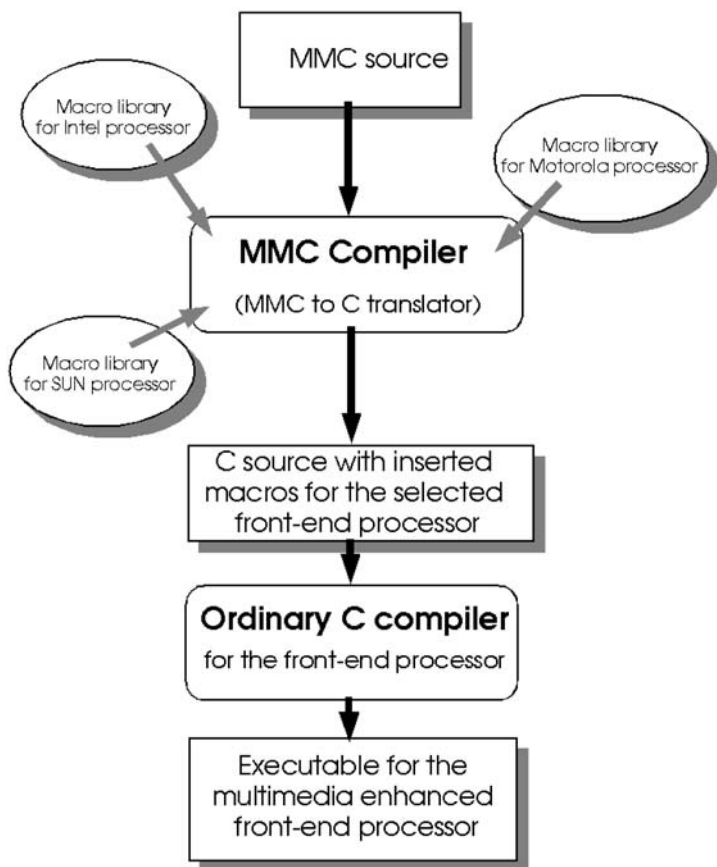 MMC source
Macro library
for Intel processor
Macro library
for Motorola processor
MMC Compiler
(MMC to C translator)
Macro library
for SUN processor
C source with inserted
macros for the selected
front-end processor
Ordinary C compiler
for the front-end processor
Executable for the
multimedia enhanced
front-end processor